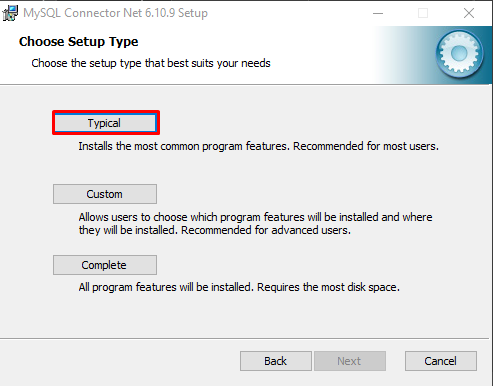 MySQL Connector Net 6.10.9 Setup
Choose Setup Type
Choose the setup type that best suits your needs
Typical
Installs the most common program features. Recommended for most users.
Custom
Allows users to choose which program features will be installed and where
they will be installed. Recommended for advanced users.
Complete
All program features will be installed. Requires the most disk space.
Back
Next
Cancel